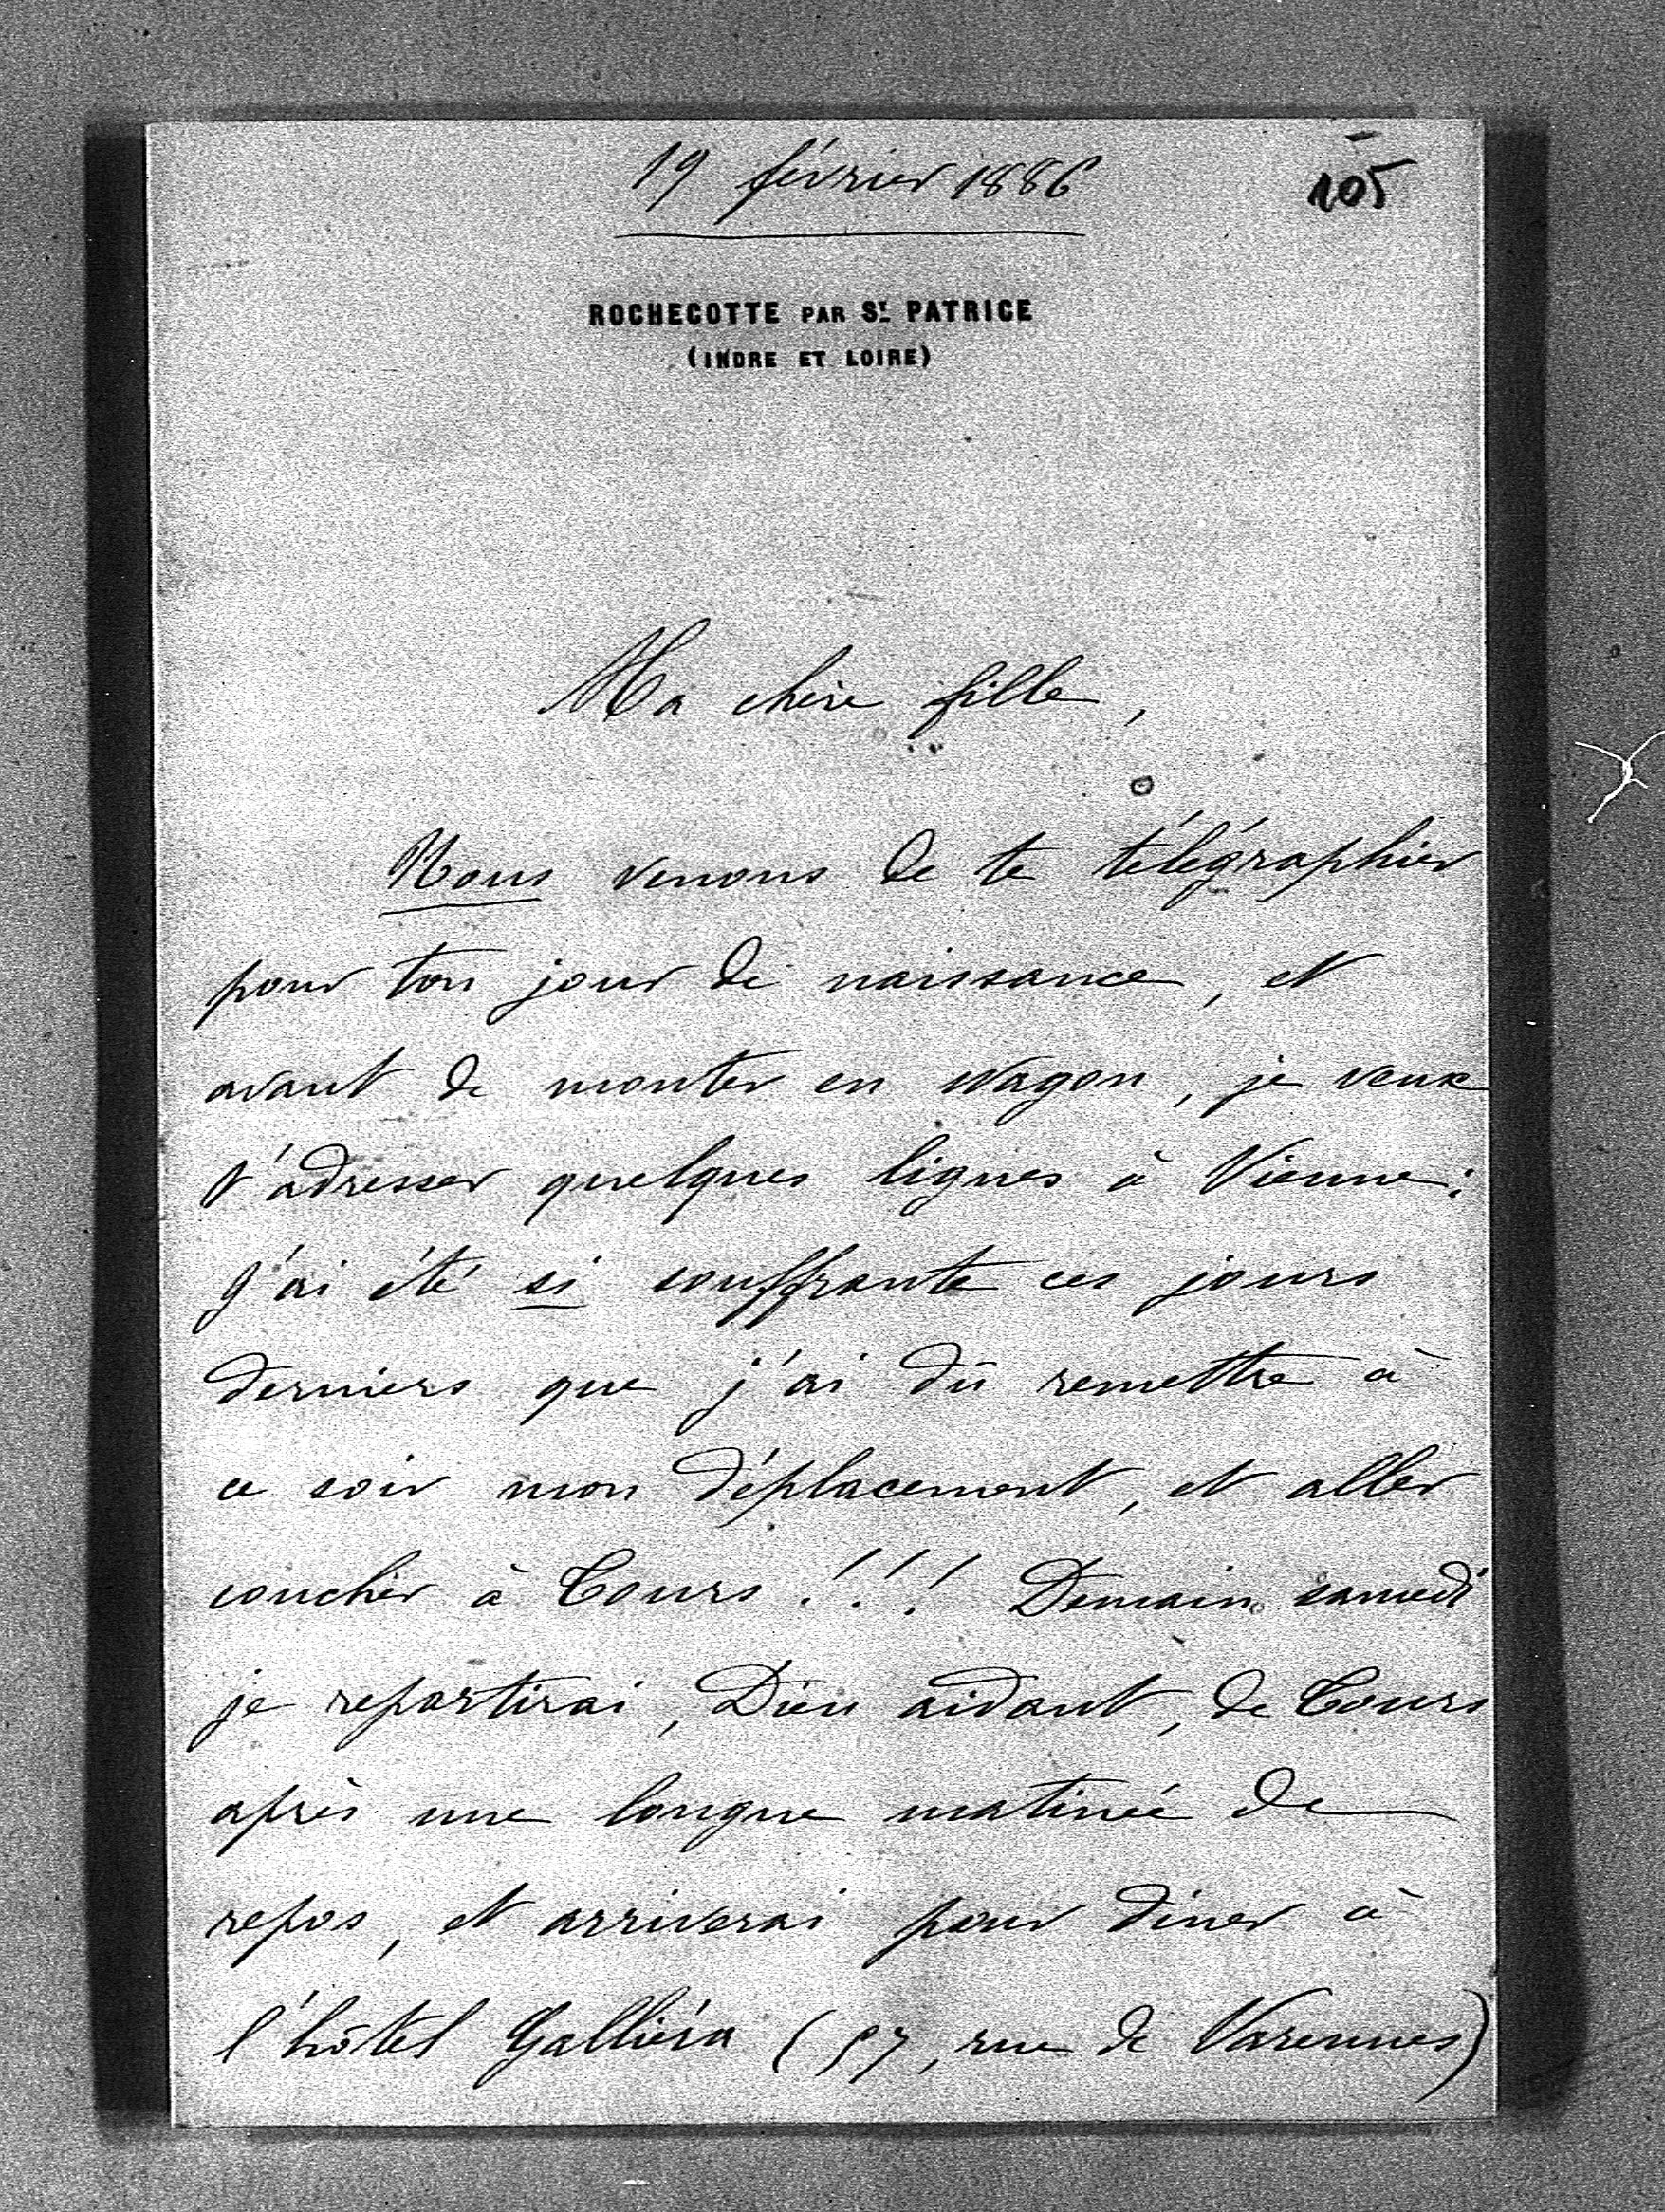 19 février 1886
105
ROCHECOTTE PAR ST PATRICE
(INDRE ET LOIRE)
Ma chère fille,
Nous venons de te télégraphier
pour ton jour de naissance, et
avant de monter en wagon, je veux
t'adresser quelques lignes à Vienne:
J'ai été si souffrante ces jours
derniers que j'ai dû remettre à
ce soir mon déplacement, et aller
coucher à Tours!!! Demain samedi
je repartirai, Dieu aidant, de Tours
après une longue matinée de
repos, et arriverai pour dîner à
l'hôtel Galliéra (57, rue de Varennes)